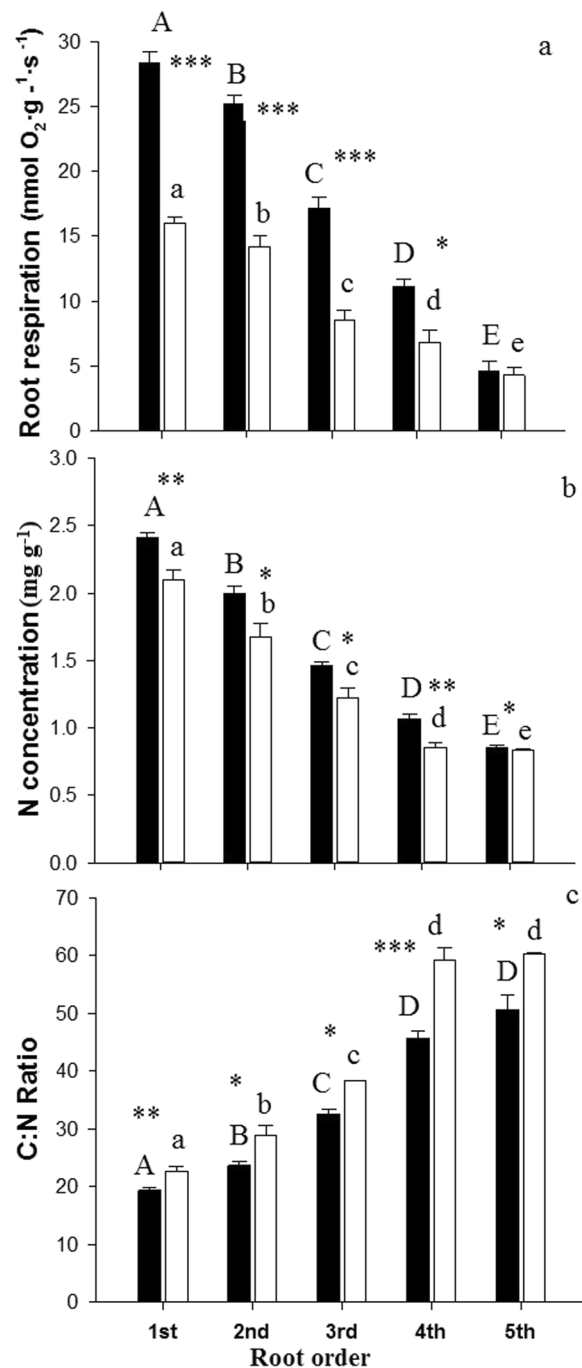 A
a
30
***
B
***
25
C
***
20
a
b
15
D
*
c
d
10
E
e
5
0
Root respiration (nmol O₂·g -¹·s -¹)
3.0
b
**
A
a
2.5
B
*
b
2.0
C
*
c
1.5
D
**
d
E
*
e
1.0
0.5
0.0
N concentration (mg g⁻¹)
70
c
d
*
d
***
60
D
D
50
*
c
40
C
*
b
**
a
B
30
A
20
10
0
C:N Ratio
1st 2nd 3rd 4th 5th
Root order